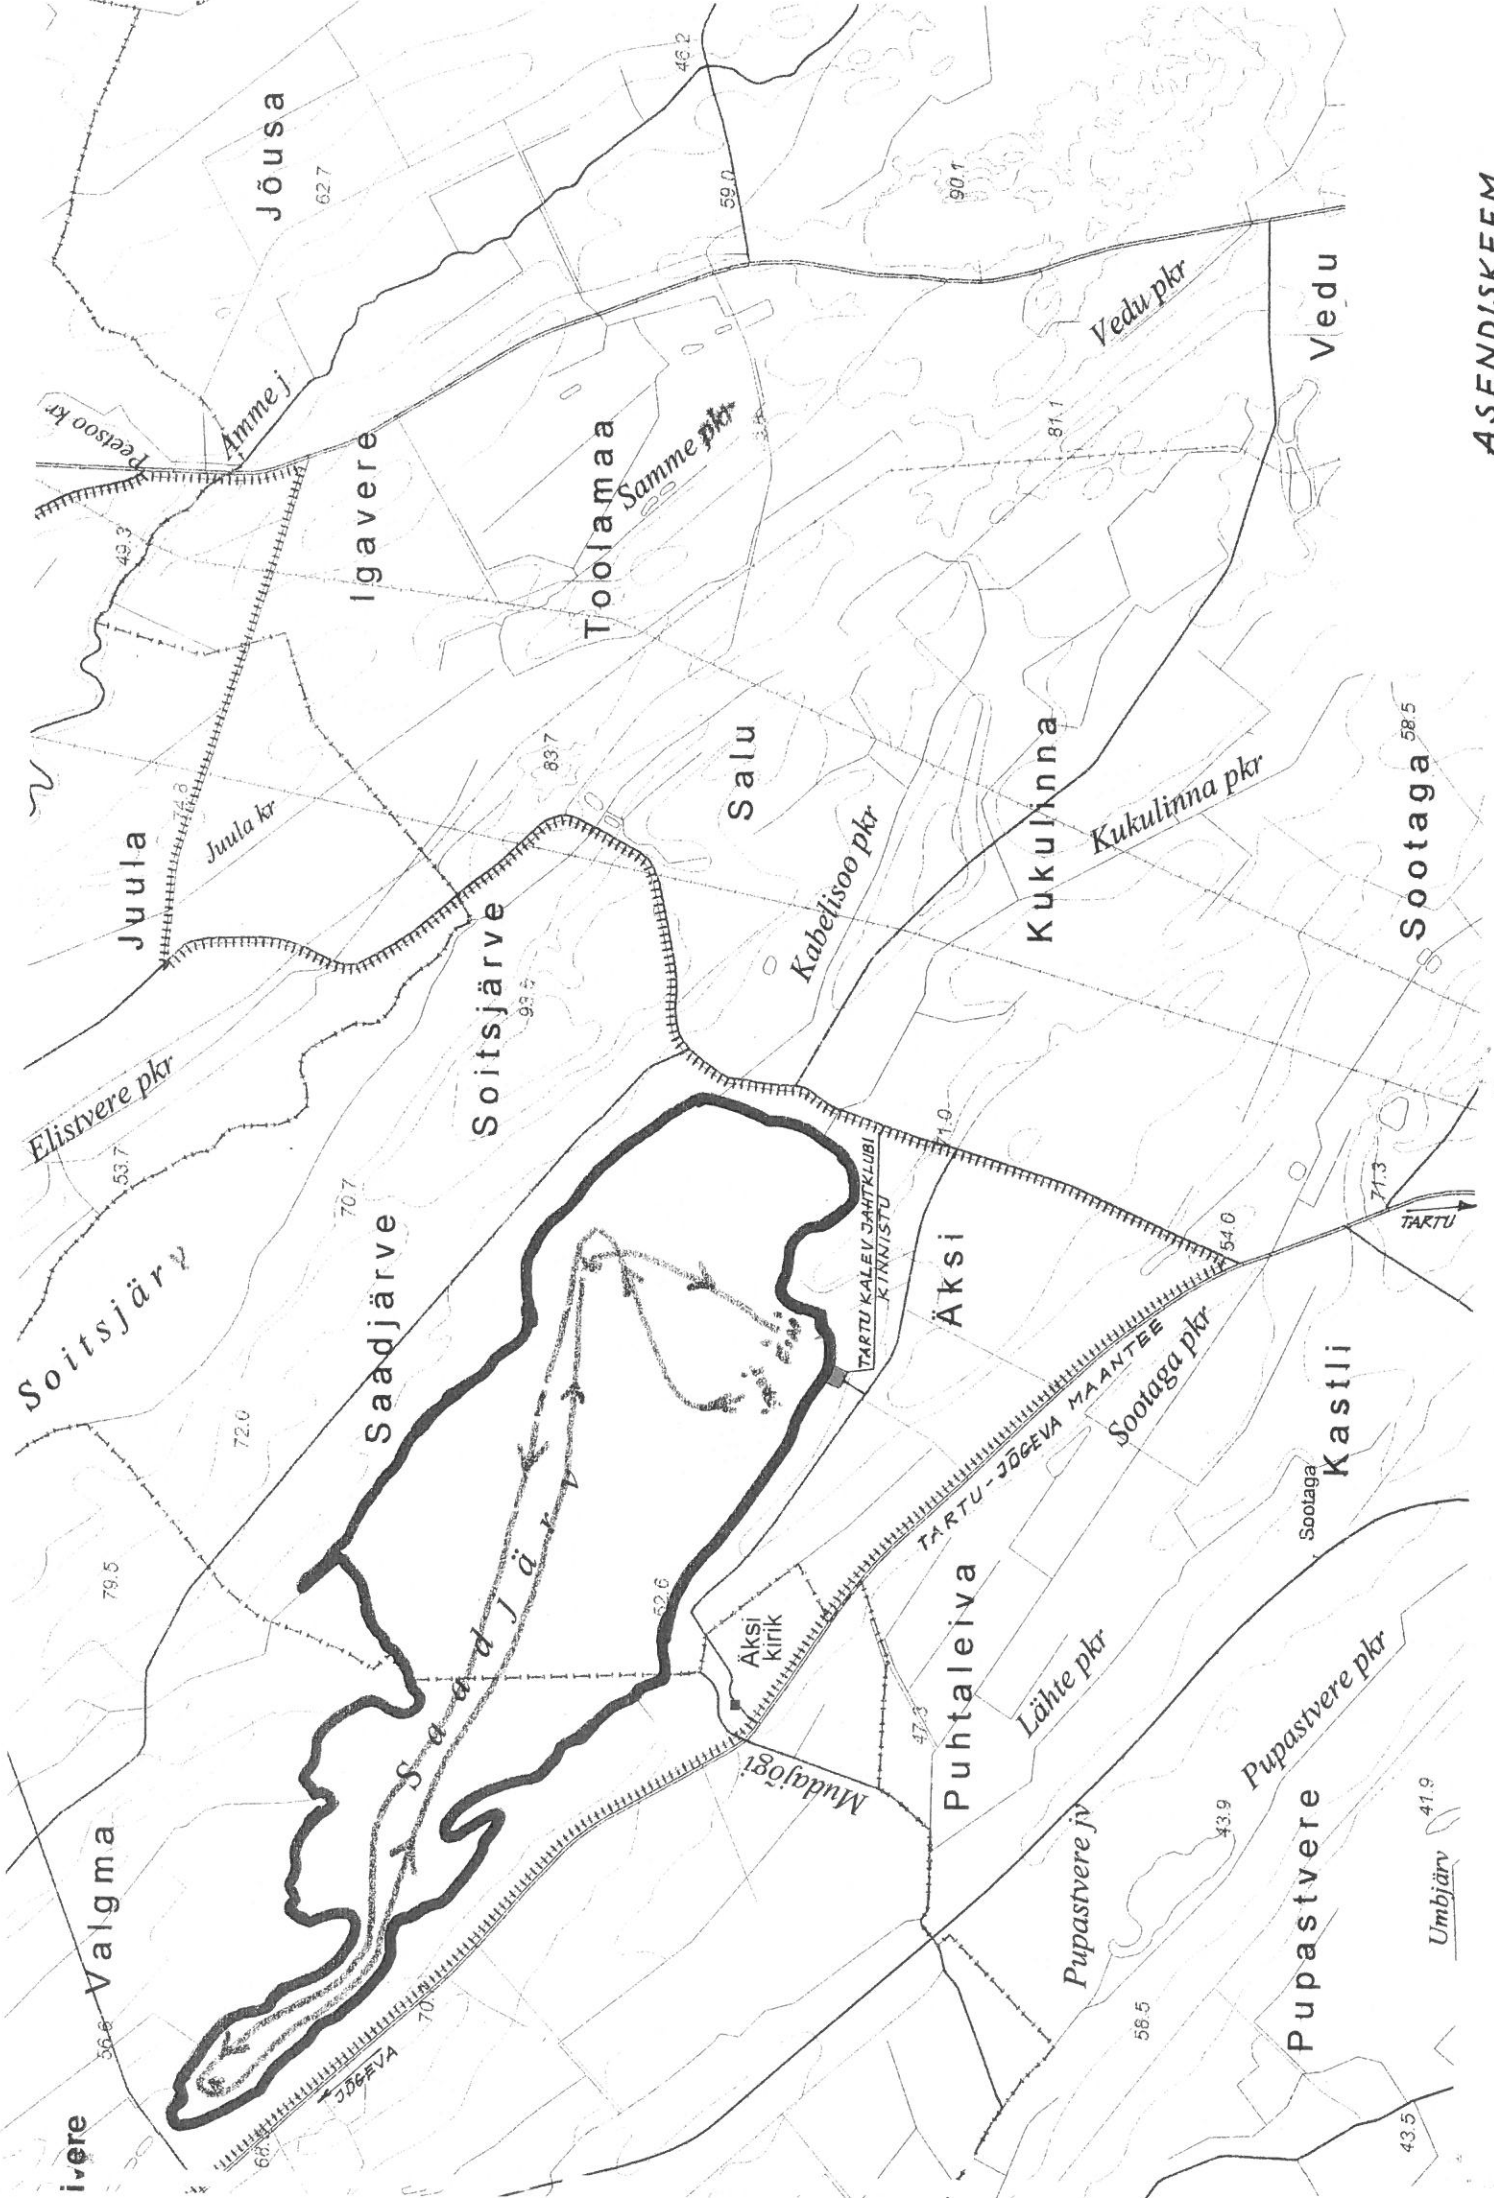 ASENDISKEEM
Jõusa
62.7
46.2
59.0
90.1
Peetsoo kr
Amme j
Vedu pkr
Vedu
49.3
Igavere
Toolamaa
Samme pkr
81.1
Juula
74.8
Juula kr
83.7
Salu
Kukulinna
Kukulinna pkr
Sootaga
58.5
Kabelisoo pkr
Soitsjärve
93.6
Elistvere pkr
53.7
Soitsjärv
70.7
Saadjärve
72.0
79.5
71.0
TARTU KALEV JAHTKLUBI
KINNISTU
Äksi
54.0
71.3
TARTU
TARTU-JÕGEVA MAANTEE
Sootaga pkr
Kastli
Sootaga
Saadjärv
52.6
Äksi
kirik
Puhtaleiva
47.3
Lähte pkr
Mudajõgi
Pupastvere jv
43.9
Pupastvere pkr
Pupastvere
58.5
Umbjärv
41.9
43.5
Valgma
56.6
JÕGEVA
ivere